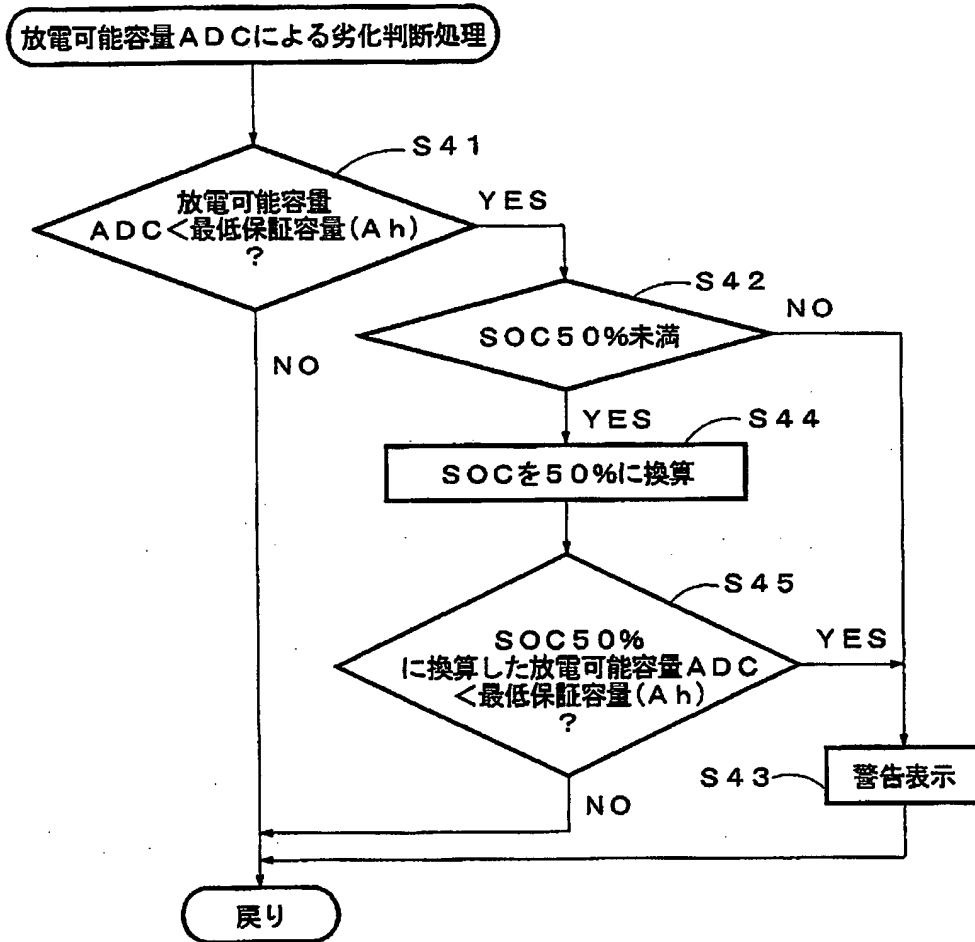 放電可能容量ADCによる劣化判断処理
S41
放電可能容量
ADC<最低保証容量(Ah)
?
YES
NO
S42
SOC50%未満
NO
YES
S44
SOCを50%に換算
S45
SOC50%
に換算した放電可能容量ADC
<最低保証容量(Ah)
?
YES
NO
S43
警告表示
戻り